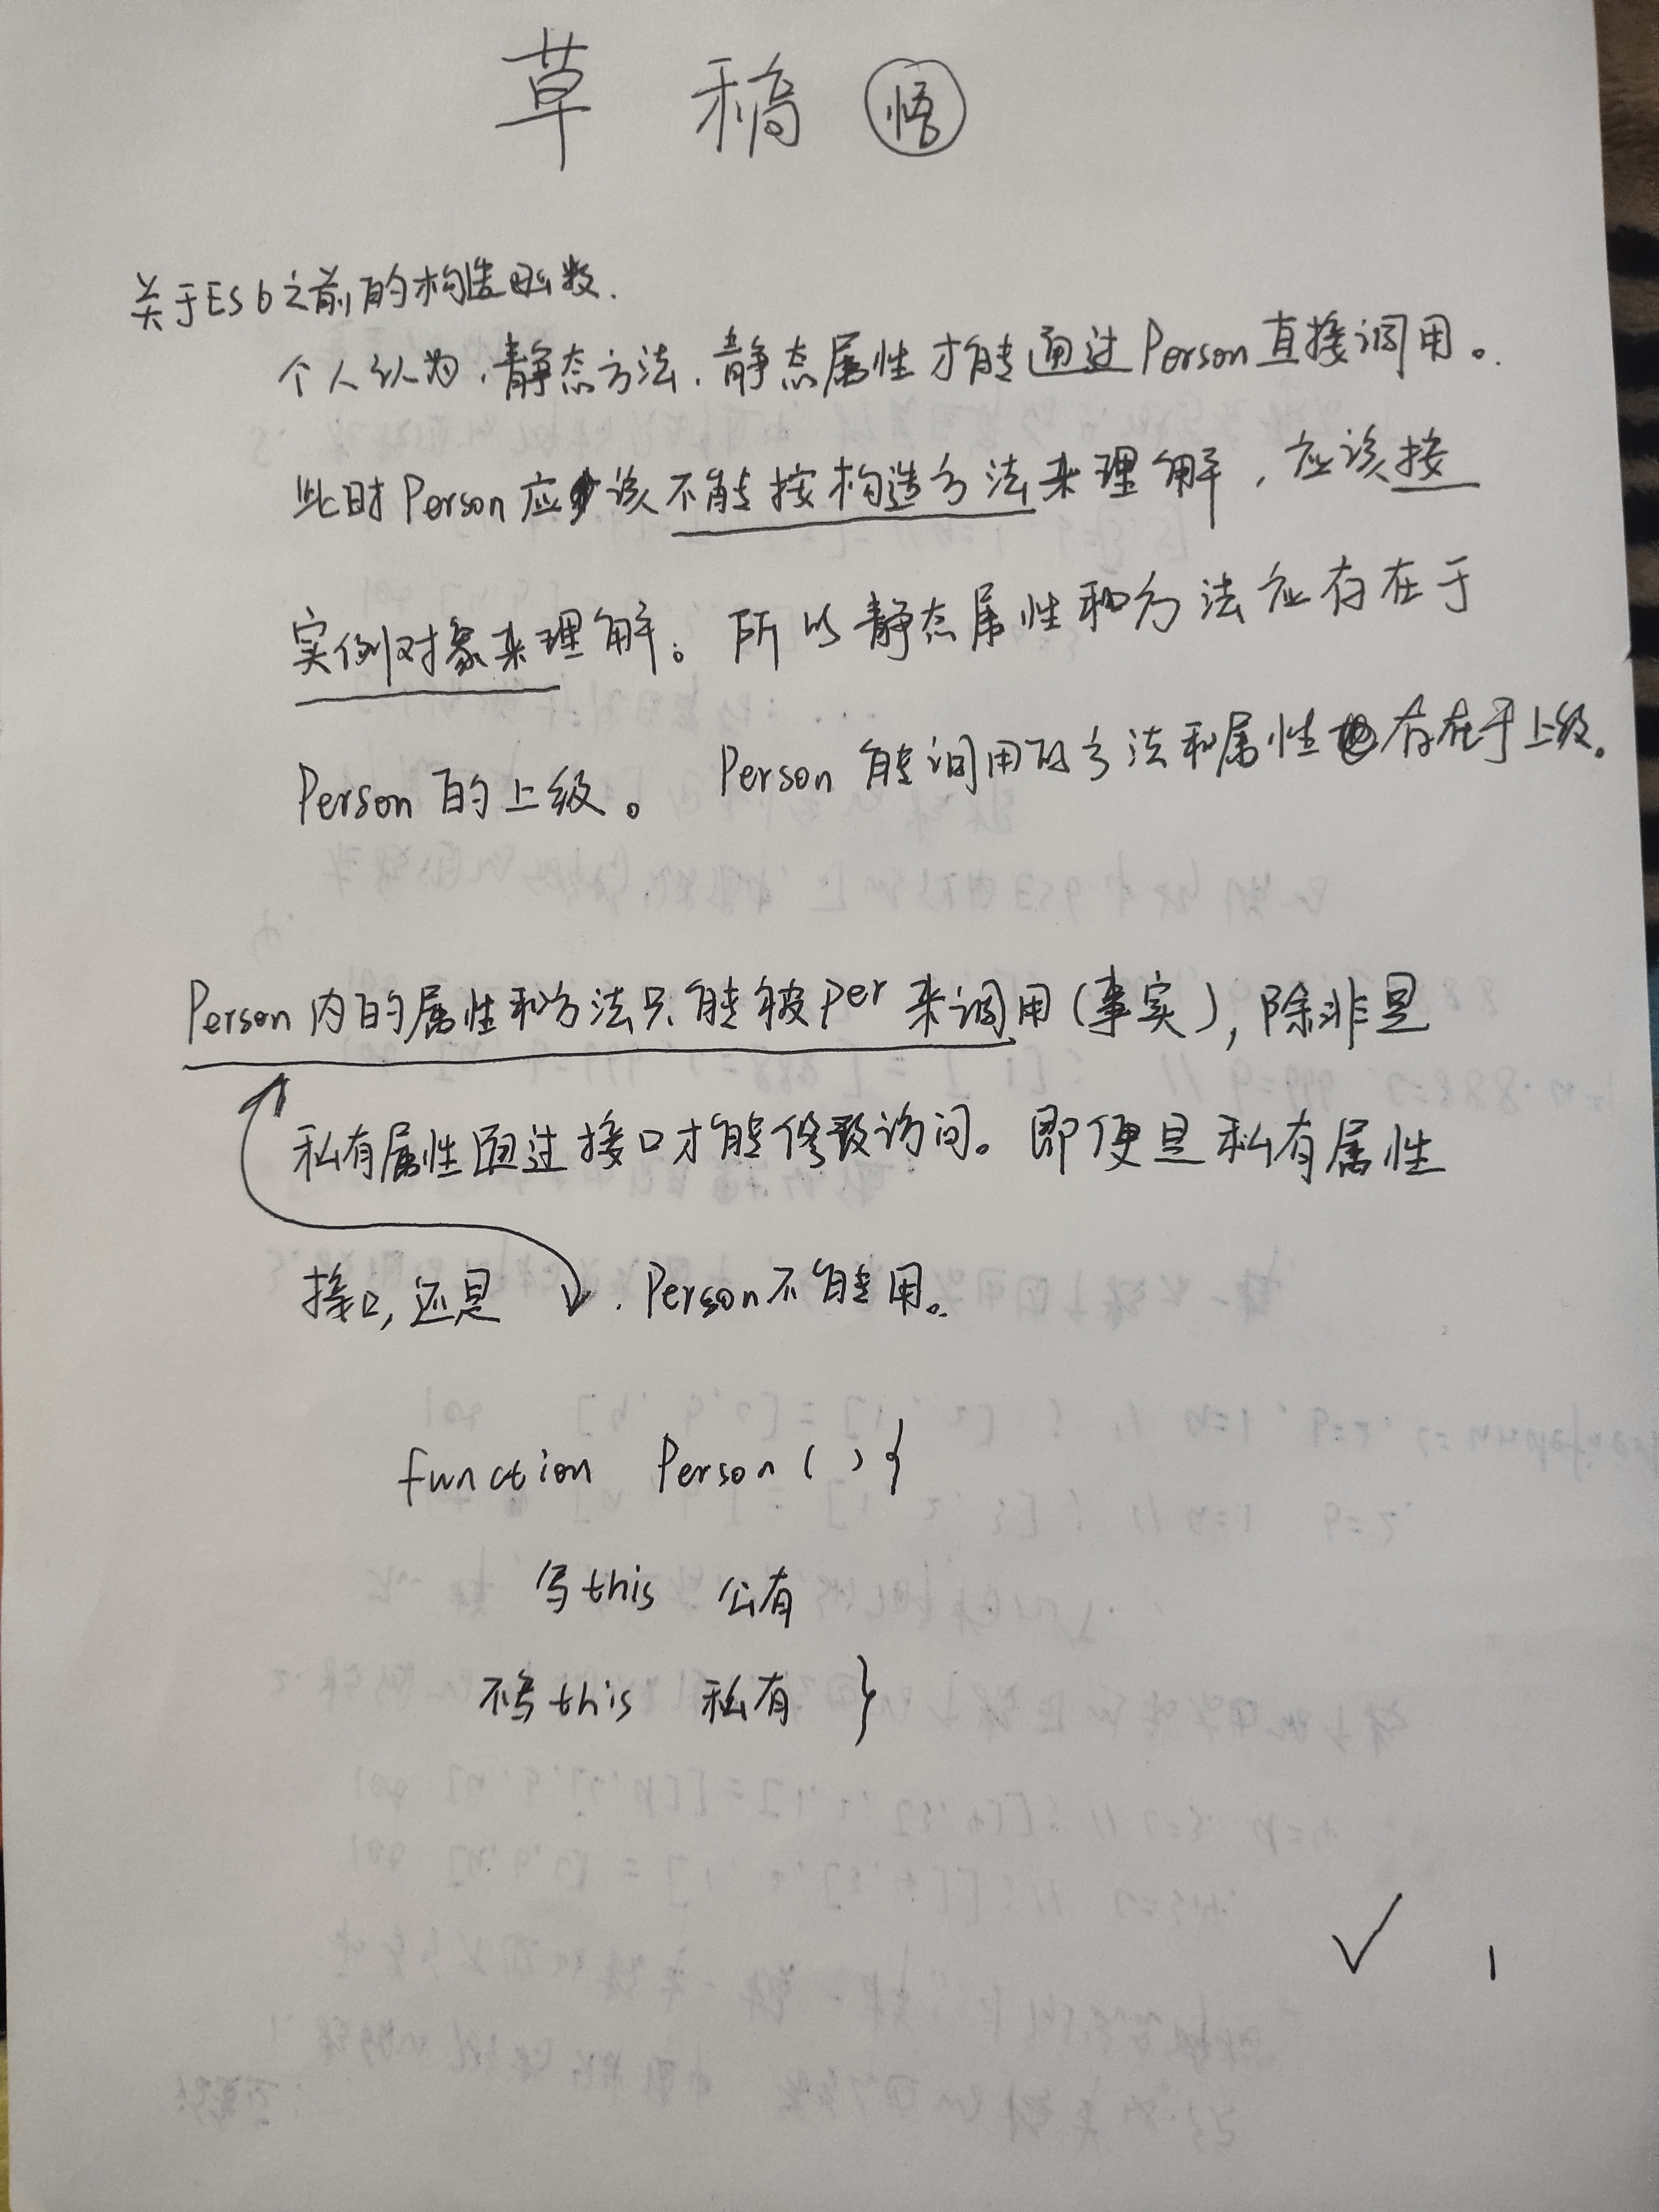 草稿 悟
关于ES6之前的构造函数.
个人认为,静态方法,静态属性才能通过Person直接调用。
此时Person应该不能按构造方法来理解,应该按
实例对象来理解。所以静态属性和方法应存在于
Person的上级。 Person能调用的方法和属性也存在于上级。
Person内的属性和方法只能被per来调用(事实),除非是
私有属性通过接口才能修改访问。即便是私有属性
接口,还是 . Person不能用。
function Person(){
写this 公有
不写this 私有 }
✓ 1